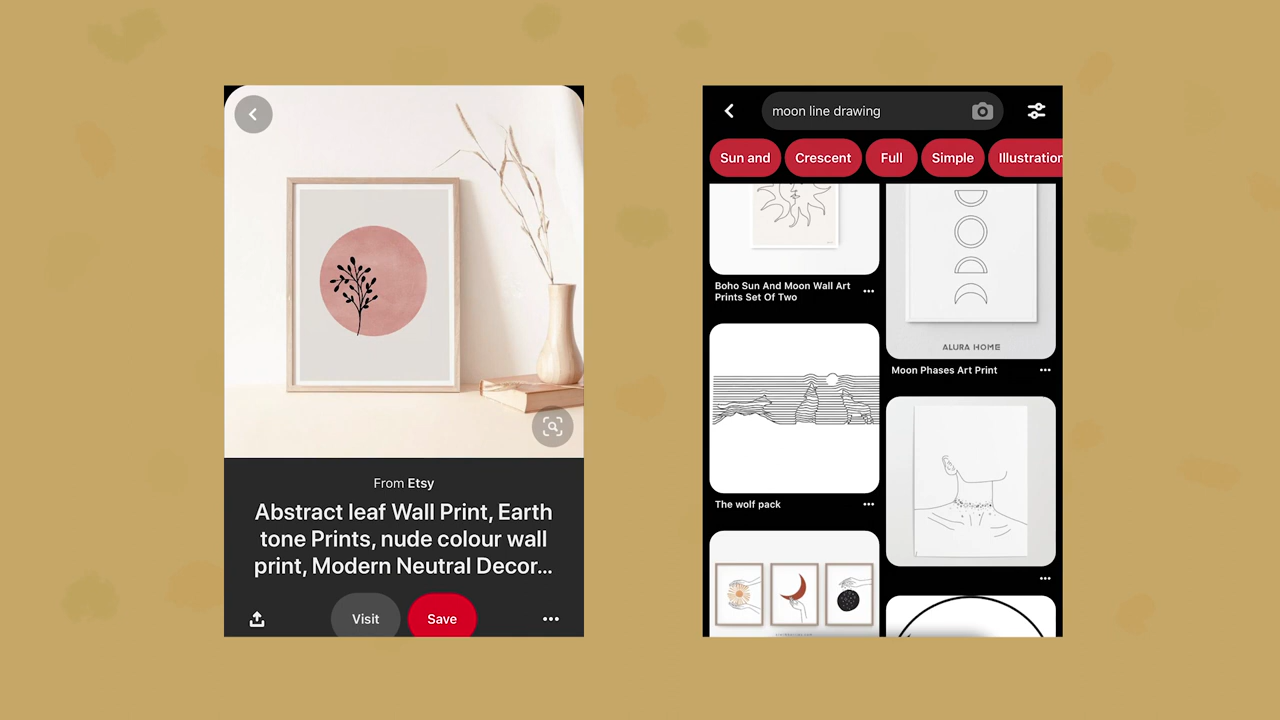 From Etsy
Abstract leaf Wall Print, Earth
tone Prints, nude colour wall
print, Modern Neutral Decor...
Visit
Save
moon line drawing
Sun and
Crescent
Full
Simple
Illustration
Boho Sun And Moon Wall Art
Prints Set Of Two
The wolf pack
ALURA HOME
Moon Phases Art Print